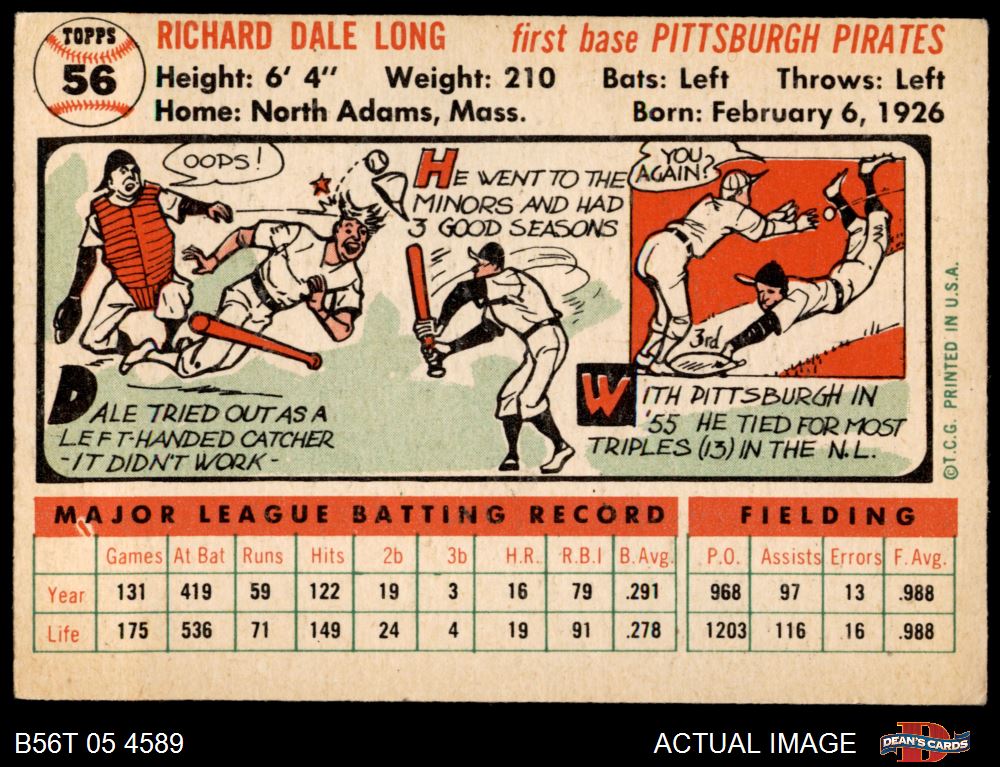 TOPPS
56
RICHARD DALE LONG first base PITTSBURGH PIRATES
Height: 6' 4" Weight: 210 Bats: Left Throws: Left
Home: North Adams, Mass. Born: February 6, 1926
OOPS!
DALE TRIED OUT AS A
LEFT-HANDED CATCHER
-IT DIDN'T WORK-
HE WENT TO THE
MINORS AND HAD
3 GOOD SEASONS
YOU
AGAIN?
3rd
WITH PITTSBURGH IN
'55 HE TIED FOR MOST
TRIPLES (13) IN THE N.L.
©T.C.G. PRINTED IN U.S.A.
MAJOR LEAGUE BATTING RECORD FIELDING
Games At Bat Runs Hits 2b 3b H.R. R.B.I B.Avg. P.O. Assists Errors F. Avg.
Year 131 419 59 122 19 3 16 79 .291 968 97 13 .988
Life 175 536 71 149 24 4 19 91 .278 1203 116 16 .988
B56T 05 4589
ACTUAL IMAGE
D
DEAN'S CARDS